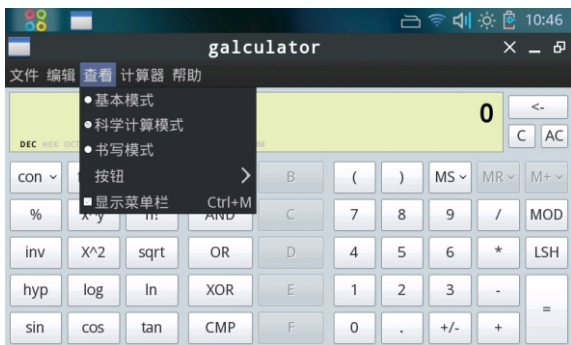 10:46
galculator
文件 编辑 查看 计算器 帮助
基本模式
科学计算模式
书写模式
按钮
显示菜单栏 Ctrl+M
0
<-
DEC HEX OCT
C AC
con B ( ) MS MR M+
% x^y n! AND C 7 8 9 / MOD
inv X^2 sqrt OR D 4 5 6 * LSH
hyp log ln XOR E 1 2 3 -
=
sin cos tan CMP F 0 . +/- +